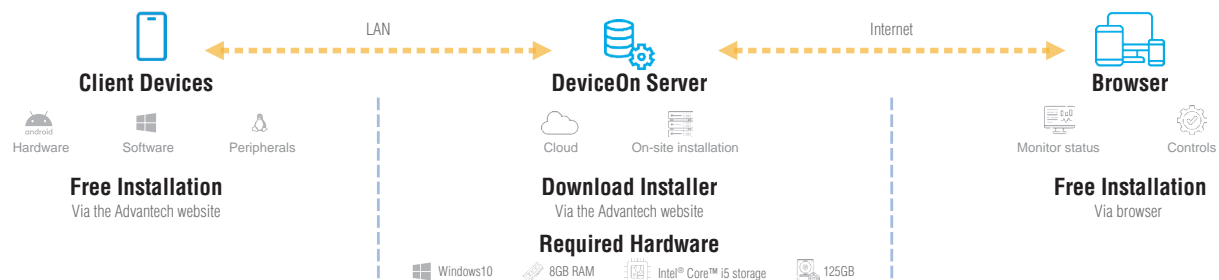 LAN
Internet
Client Devices
DeviceOn Server
Browser
android
Hardware
Software
Peripherals
Cloud
On-site installation
Monitor status
Controls
Free Installation
Via the Advantech website
Download Installer
Via the Advantech website
Free Installation
Via browser
Required Hardware
Windows10
8GB RAM
Intel® Core™ i5 storage
125GB